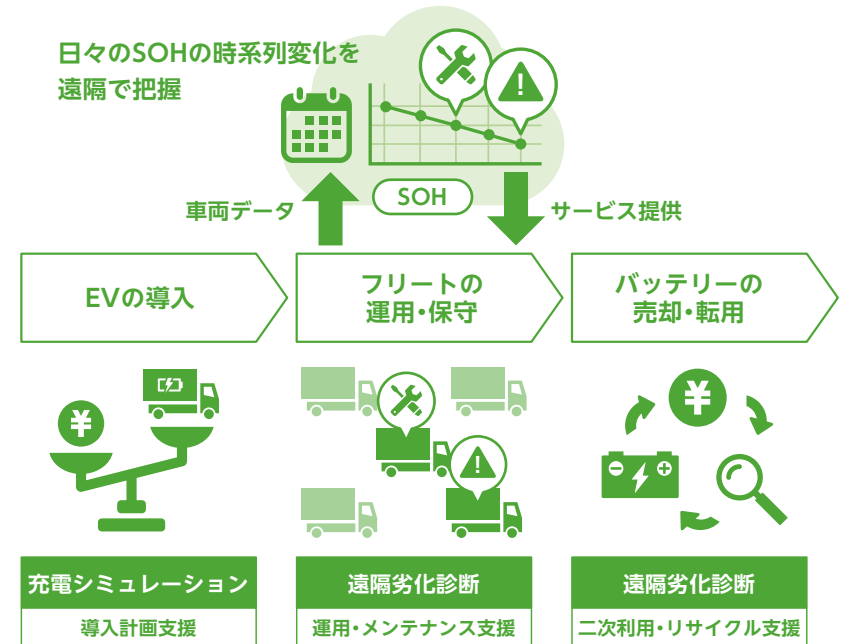 日々のSOHの時系列変化を
遠隔で把握
SOH
車両データ
サービス提供
EVの導入
フリートの
運用・保守
バッテリーの
売却・転用
充電シミュレーション
導入計画支援
遠隔劣化診断
運用・メンテナンス支援
遠隔劣化診断
二次利用・リサイクル支援